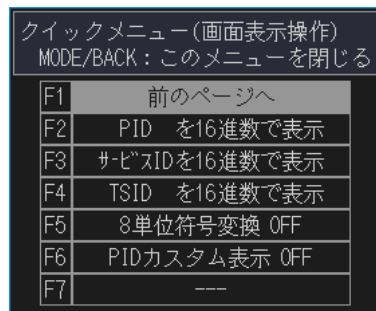 クイックメニュー(画面表示操作)
MODE/BACK：このメニューを閉じる
F1 前のページへ
F2 PID を16進数で表示
F3 ｻｰﾋﾞｽIDを16進数で表示
F4 TSID を16進数で表示
F5 8単位符号変換 OFF
F6 PIDカスタム表示 OFF
F7 ---